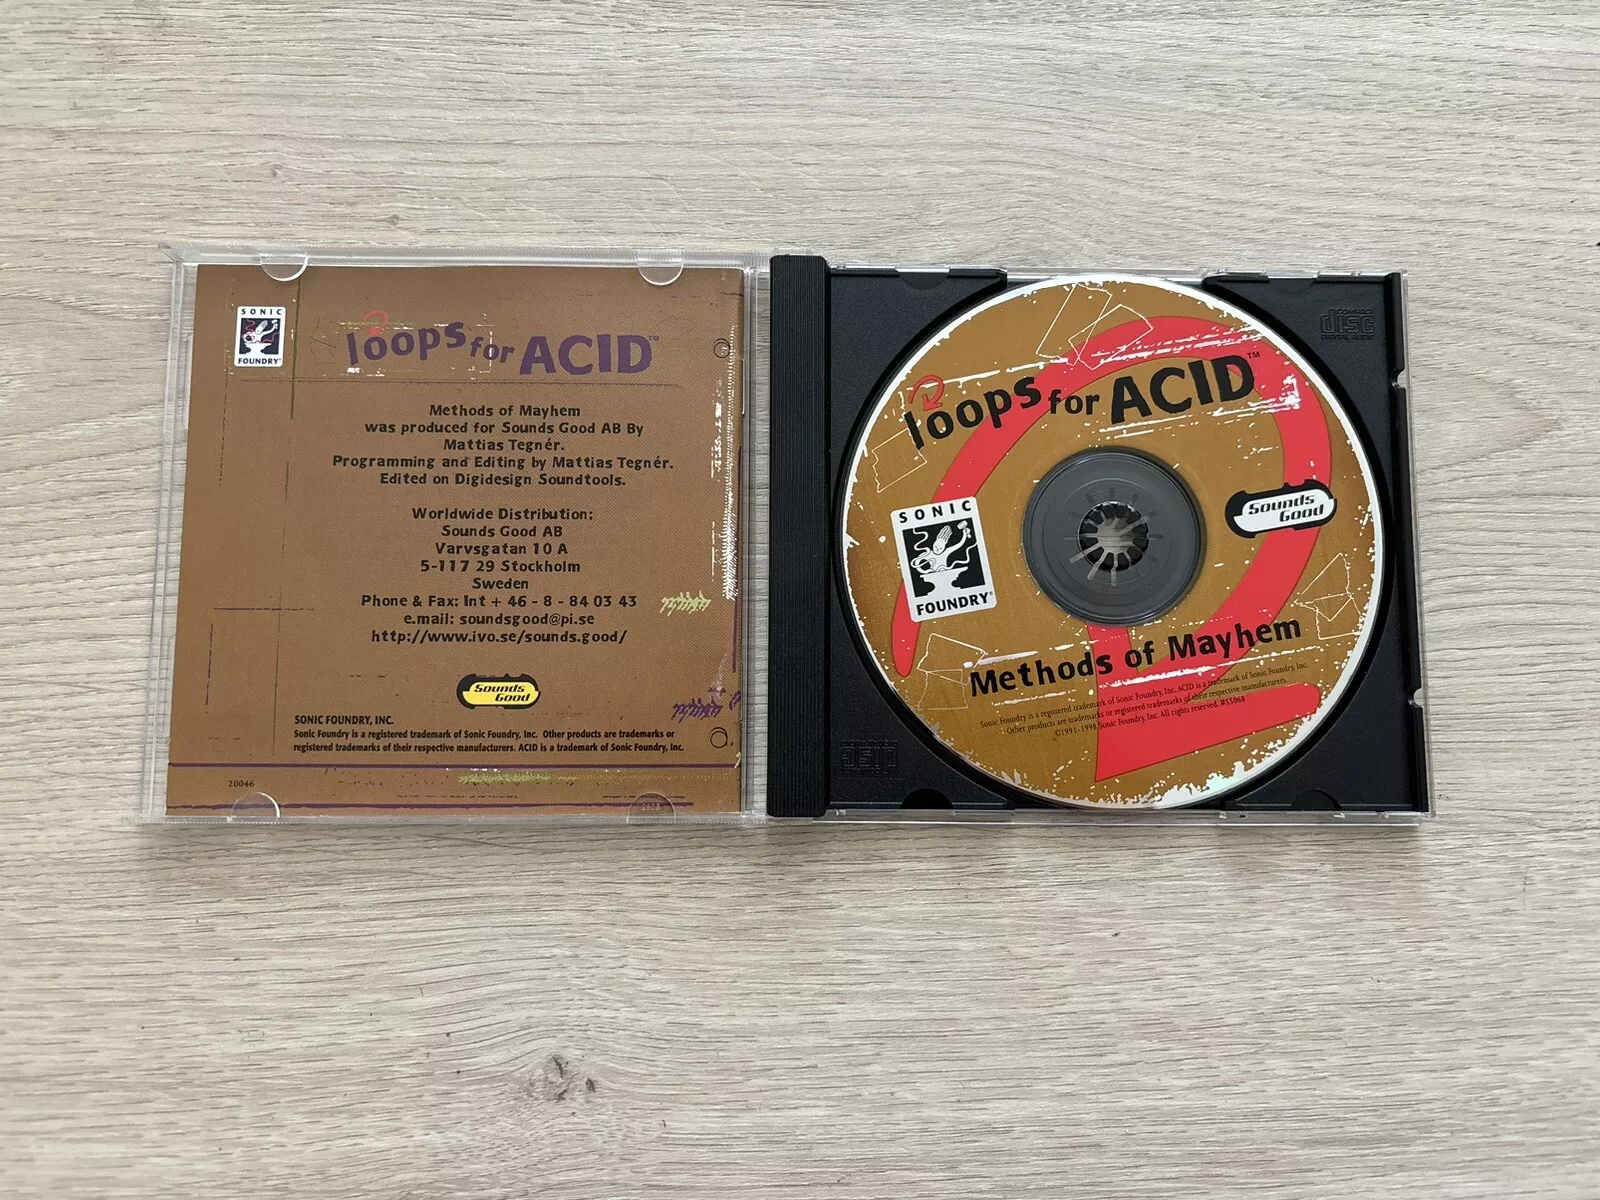 SONIC
FOUNDRY®
loops for ACID™
Methods of Mayhem
was produced for Sounds Good AB By
Mattias Tegnér.
Programming and Editing by Mattias Tegnér.
Edited on Digidesign Soundtools.
Worldwide Distribution:
Sounds Good AB
Varvsgatan 10 A
5-117 29 Stockholm
Sweden
Phone & Fax: Int + 46 - 8 - 84 03 43
e.mail: soundsgood@pi.se
http://www.ivo.se/sounds.good/
Sounds
Good
SONIC FOUNDRY, INC.
Sonic Foundry is a registered trademark of Sonic Foundry, Inc. Other products are trademarks or
registered trademarks of their respective manufacturers. ACID is a trademark of Sonic Foundry, Inc.
20046
COMPACT
disc
DIGITAL AUDIO
loops for ACID™
Sounds
Good
SONIC
FOUNDRY®
Methods of Mayhem
Sonic Foundry is a registered trademark of Sonic Foundry, Inc. ACID is a trademark of Sonic Foundry, Inc.
Other products are trademarks or registered trademarks of their respective manufacturers.
©1991-1998 Sonic Foundry, Inc. All rights reserved. #55068